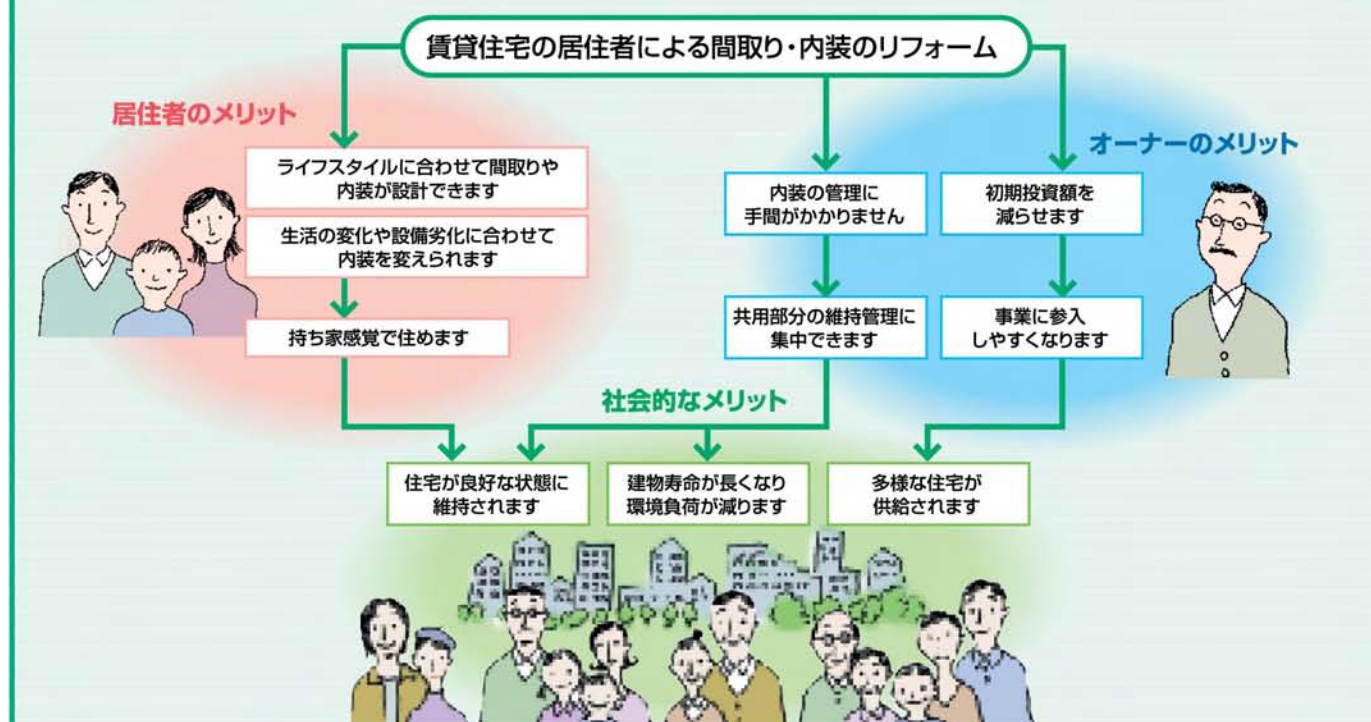 賃貸住宅の居住者による間取り・内装のリフォーム
居住者のメリット
ライフスタイルに合わせて間取りや
内装が設計できます
生活の変化や設備劣化に合わせて
内装を変えられます
持ち家感覚で住めます
オーナーのメリット
内装の管理に
手間がかかりません
共用部分の維持管理に
集中できます
初期投資額を
減らせます
事業に参入
しやすくなります
社会的なメリット
住宅が良好な状態に
維持されます
建物寿命が長くなり
環境負荷が減ります
多様な住宅が
供給されます